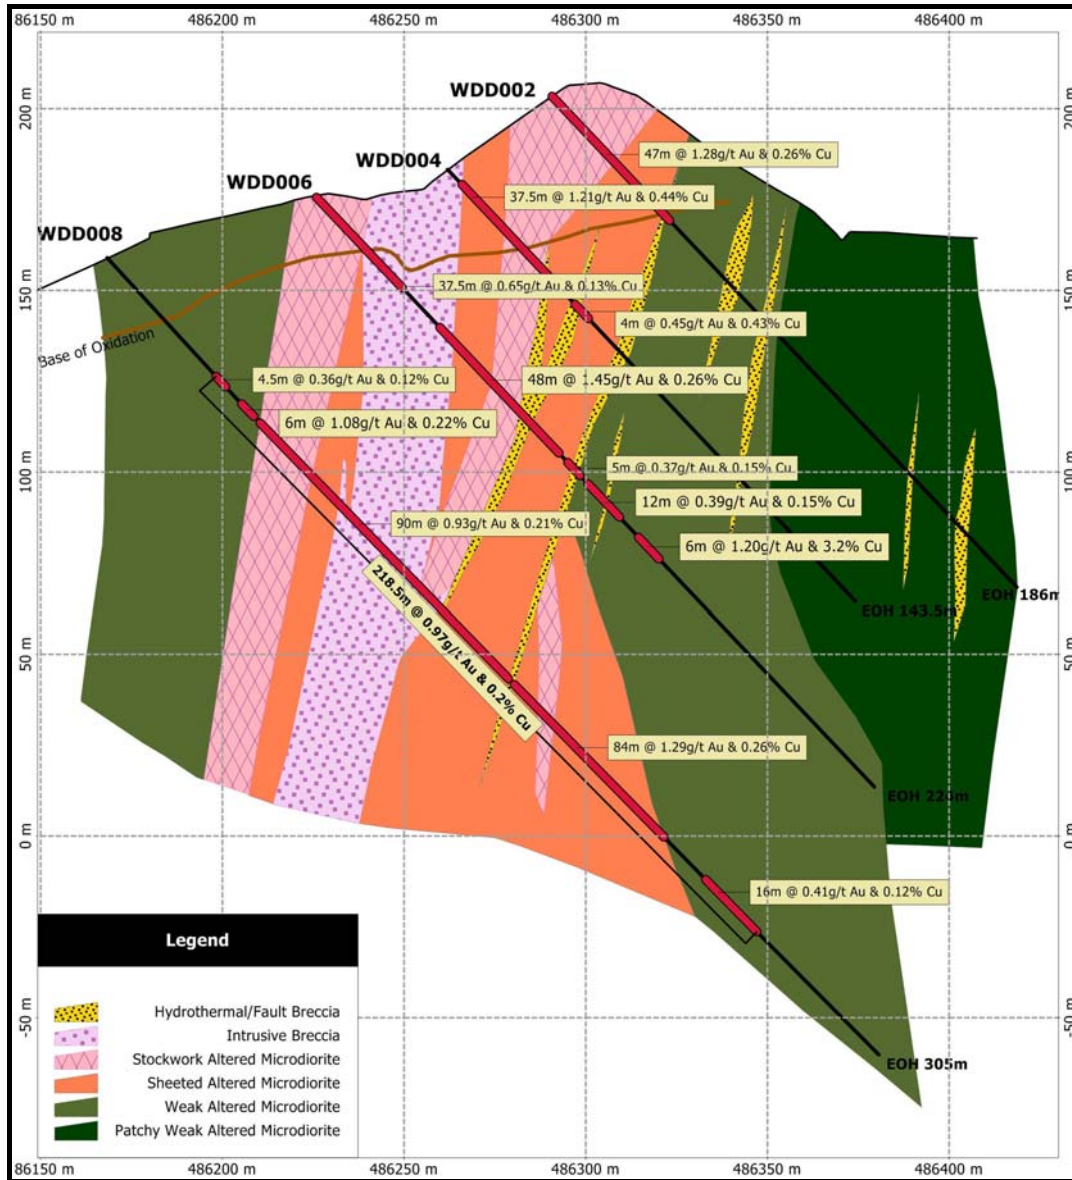 86150 m 486200 m 486250 m 486300 m 486350 m 486400 m
200 m
200 m
WDD002
47m @ 1.28g/t Au & 0.26% Cu
WDD004
WDD006
37.5m @ 1.21g/t Au & 0.44% Cu
WDD008
150 m
150 m
37.5m @ 0.65g/t Au & 0.13% Cu
4m @ 0.45g/t Au & 0.43% Cu
Base of Oxidation
4.5m @ 0.36g/t Au & 0.12% Cu
48m @ 1.45g/t Au & 0.26% Cu
6m @ 1.08g/t Au & 0.22% Cu
100 m
100 m
5m @ 0.37g/t Au & 0.15% Cu
12m @ 0.39g/t Au & 0.15% Cu
90m @ 0.93g/t Au & 0.21% Cu
6m @ 1.20g/t Au & 3.2% Cu
218.5m @ 0.97g/t Au & 0.2% Cu
EOH 186m
EOH 143.5m
50 m
50 m
84m @ 1.29g/t Au & 0.26% Cu
EOH 224m
0 m
0 m
16m @ 0.41g/t Au & 0.12% Cu
Legend
-50 m
-50 m
Hydrothermal/Fault Breccia
Intrusive Breccia
Stockwork Altered Microdiorite
Sheeted Altered Microdiorite
Weak Altered Microdiorite
Patchy Weak Altered Microdiorite
EOH 305m
86150 m 486200 m 486250 m 486300 m 486350 m 486400 m